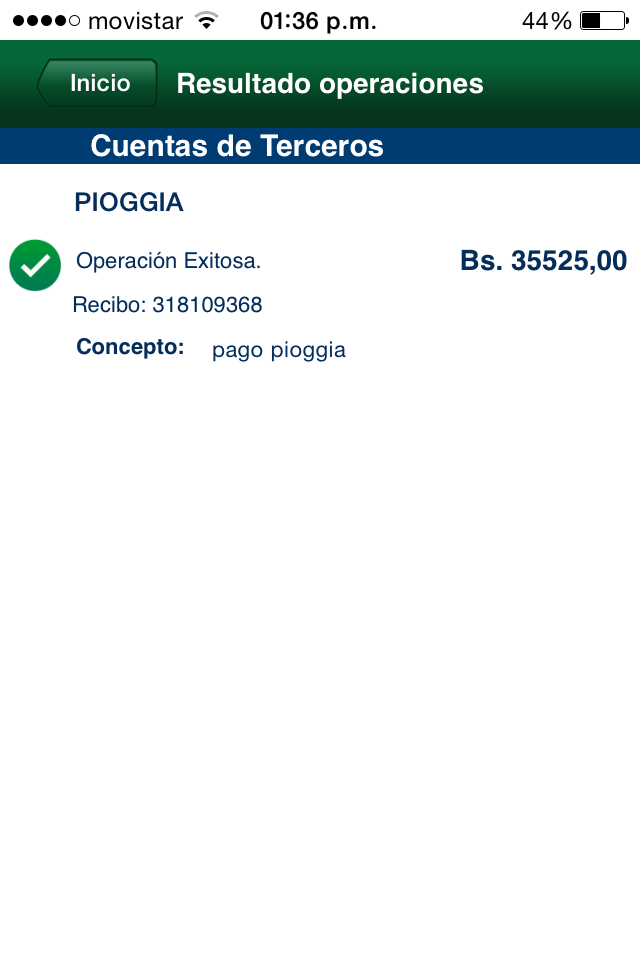 movistar 01:36 p.m. 44%
Inicio Resultado operaciones
Cuentas de Terceros
PIOGGIA
Operación Exitosa. Bs. 35525,00
Recibo: 318109368
Concepto: pago pioggia